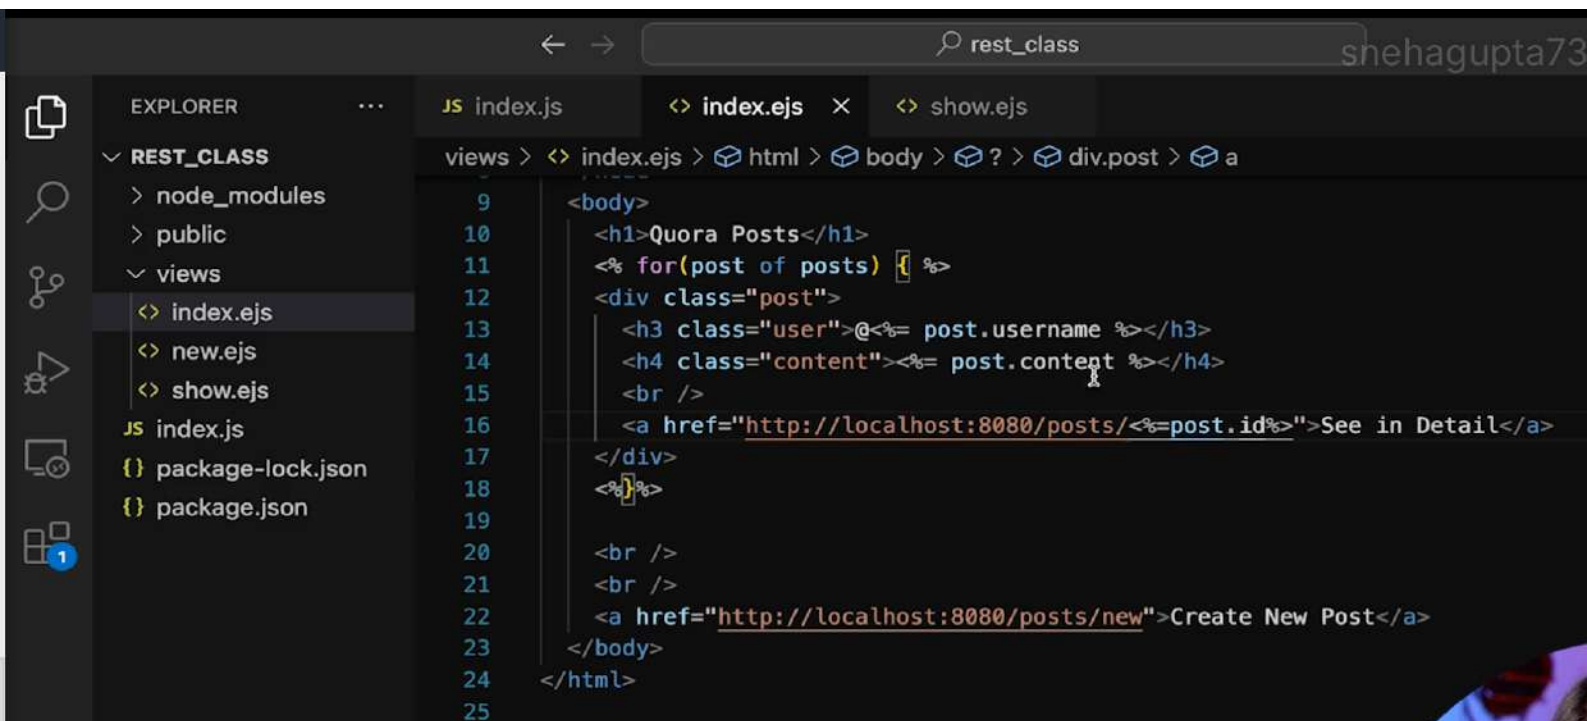 rest_class
snehagupta73
EXPLORER ...
REST_CLASS
node_modules
public
views
index.ejs
new.ejs
show.ejs
index.js
package-lock.json
package.json
1
JS index.js
index.ejs
show.ejs
views > index.ejs > html > body > ? > div.post > a
9 <body>
10 <h1>Quora Posts</h1>
11 <% for(post of posts) { %>
12 <div class="post">
13 <h3 class="user">@<%= post.username %></h3>
14 <h4 class="content"><%= post.content %></h4>
15 <br />
16 <a href="http://localhost:8080/posts/<%=post.id%>">See in Detail</a>
17 </div>
18 <%}%>
19
20 <br />
21 <br />
22 <a href="http://localhost:8080/posts/new">Create New Post</a>
23 </body>
24 </html>
25